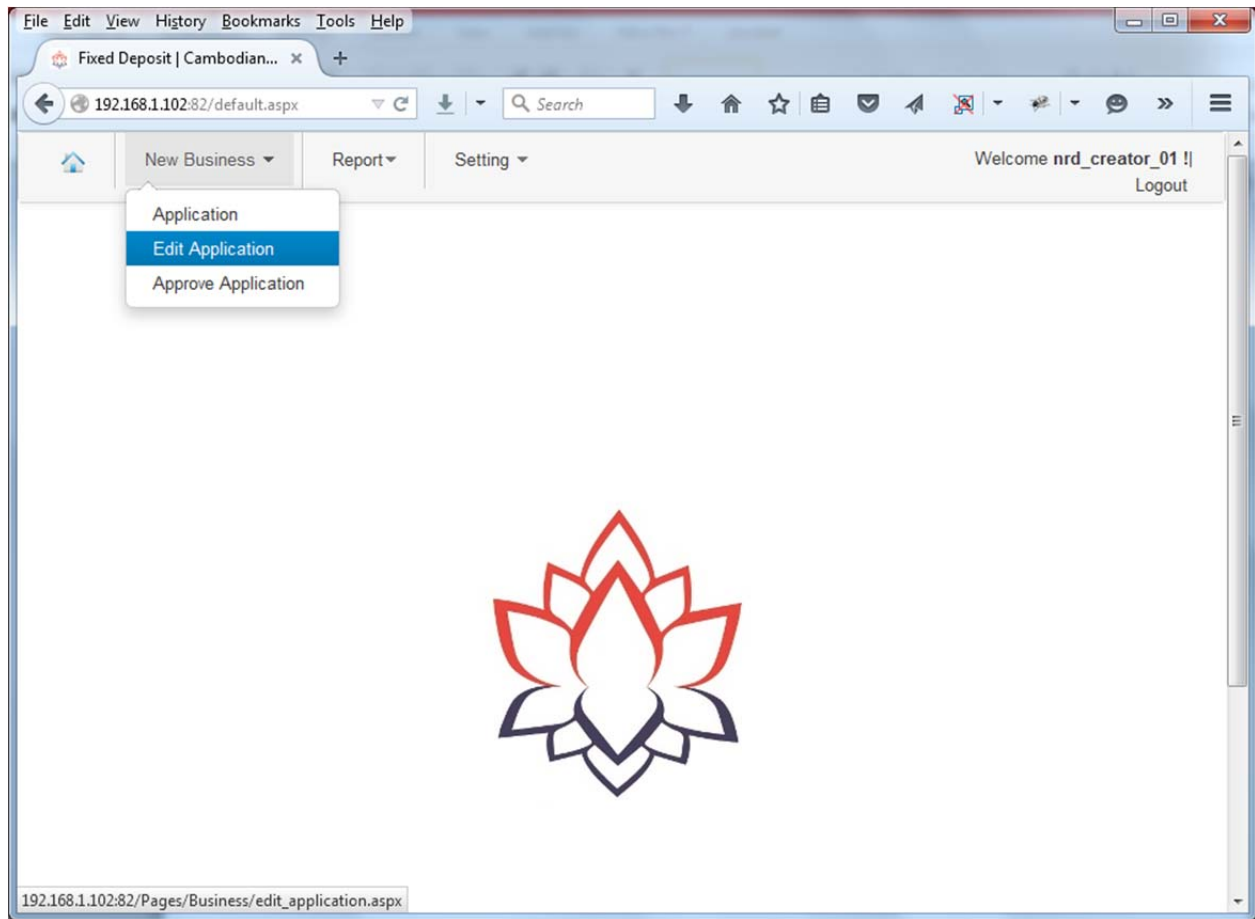 File Edit View History Bookmarks Tools Help
Fixed Deposit | Cambodian...
192.168.1.102:82/default.aspx Search
New Business Report Setting Welcome nrd_creator_01 !|
Logout
Application
Edit Application
Approve Application
192.168.1.102:82/Pages/Business/edit_application.aspx